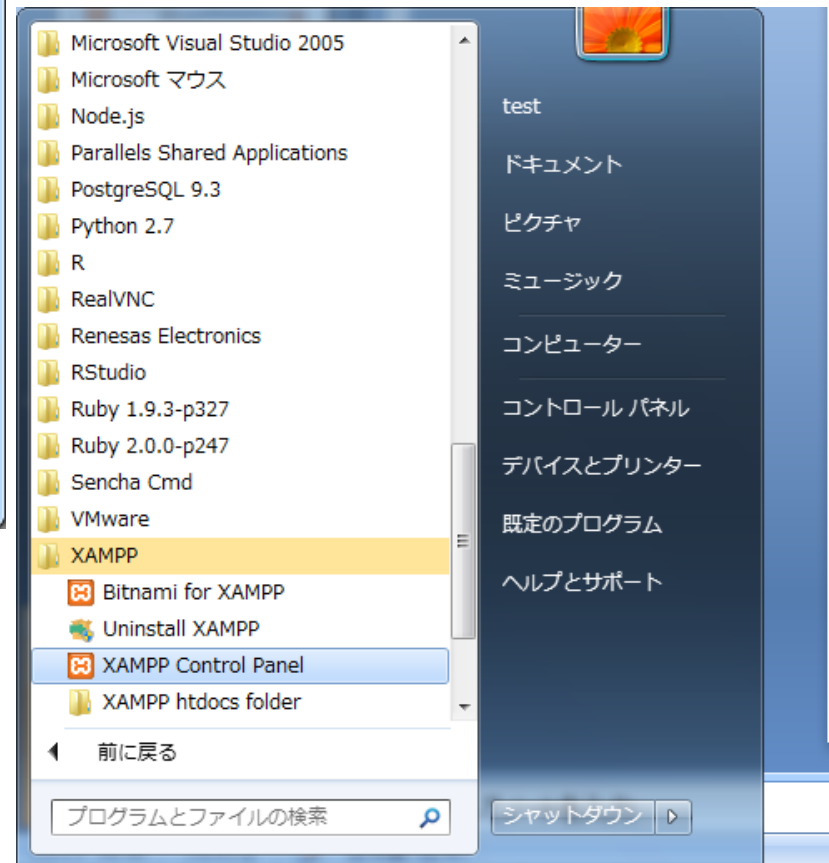 Microsoft Visual Studio 2005
Microsoft マウス
Node.js
Parallels Shared Applications
PostgreSQL 9.3
Python 2.7
R
RealVNC
Renesas Electronics
RStudio
Ruby 1.9.3-p327
Ruby 2.0.0-p247
Sencha Cmd
VMware
XAMPP
Bitnami for XAMPP
Uninstall XAMPP
XAMPP Control Panel
XAMPP htdocs folder
前に戻る
プログラムとファイルの検索
test
ドキュメント
ピクチャ
ミュージック
コンピューター
コントロール パネル
デバイスとプリンター
既定のプログラム
ヘルプとサポート
シャットダウン